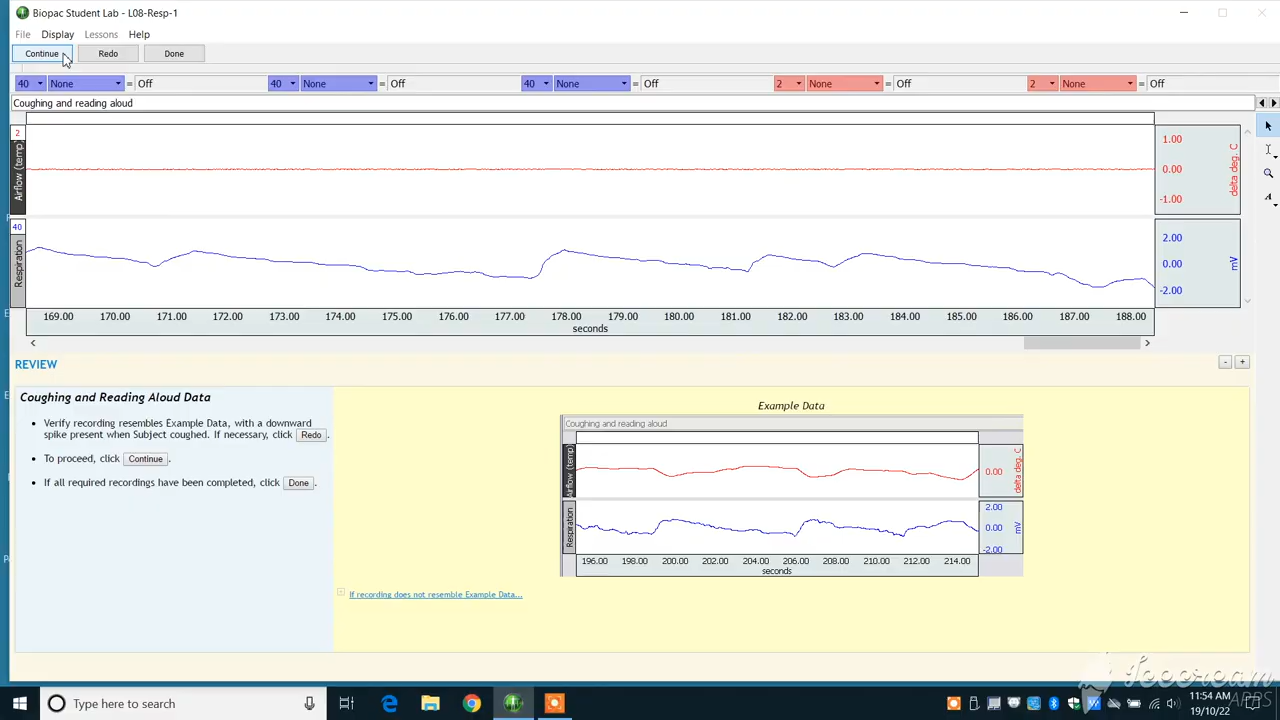 Biopac Student Lab - L08-Resp-1
File Display Lessons Help
Continue Redo Done
40 None = Off 40 None = Off 40 None = Off 2 None = Off 2 None = Off
Coughing and reading aloud
2
Airflow (temp)
1.00
0.00
-1.00
delta deg. C
40
Respiration
2.00
0.00
-2.00
mV
169.00 170.00 171.00 172.00 173.00 174.00 175.00 176.00 177.00 178.00 179.00 180.00 181.00 182.00 183.00 184.00 185.00 186.00 187.00 188.00
seconds
REVIEW
- +
Coughing and Reading Aloud Data
Verify recording resembles Example Data, with a downward
spike present when Subject coughed. If necessary, click Redo.
To proceed, click Continue.
If all required recordings have been completed, click Done.
Example Data
Coughing and reading aloud
Airflow (temp)
0.00
delta deg. C
Respiration
2.00
0.00
-2.00
mV
196.00 198.00 200.00 202.00 204.00 206.00 208.00 210.00 212.00 214.00
seconds
If recording does not resemble Example Data...
Icecream
APPS
Type here to search
11:54 AM
19/10/22